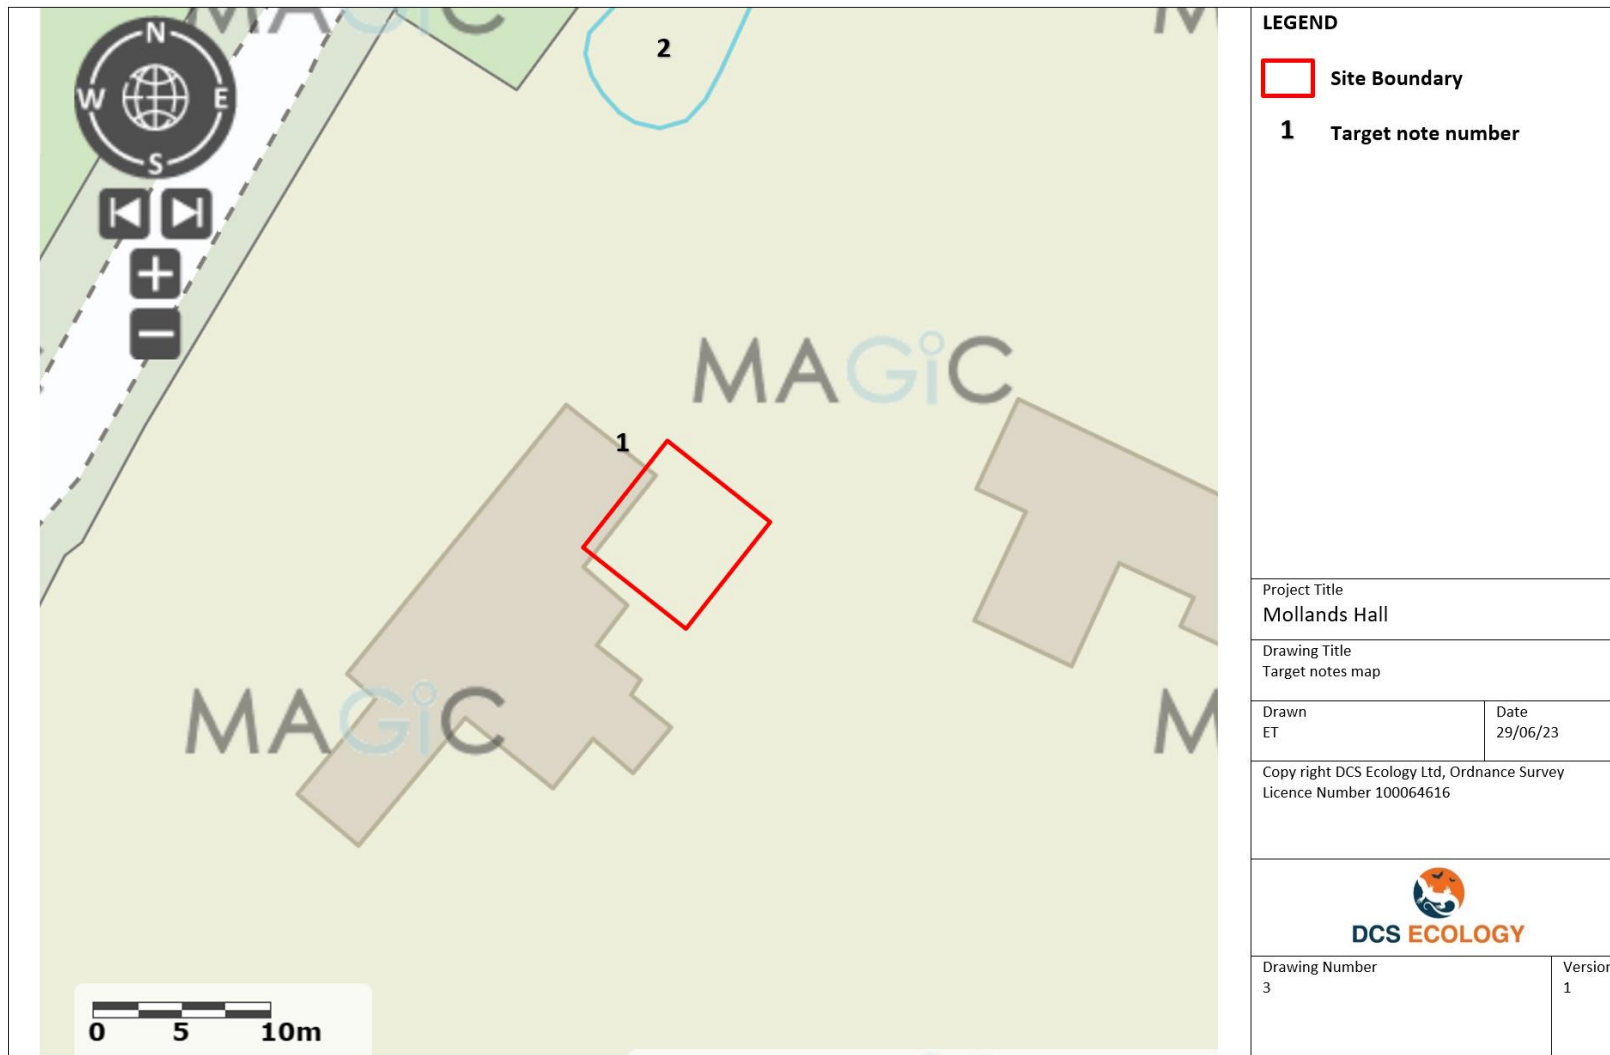 MAGiC
N
W
E
S
2
M
MAGiC
1
MAGiC
M
0 5 10m
LEGEND
Site Boundary
1 Target note number
Project Title
Mollands Hall
Drawing Title
Target notes map
Drawn
ET
Date
29/06/23
Copy right DCS Ecology Ltd, Ordnance Survey
Licence Number 100064616
DCS ECOLOGY
Drawing Number
3
Version
1